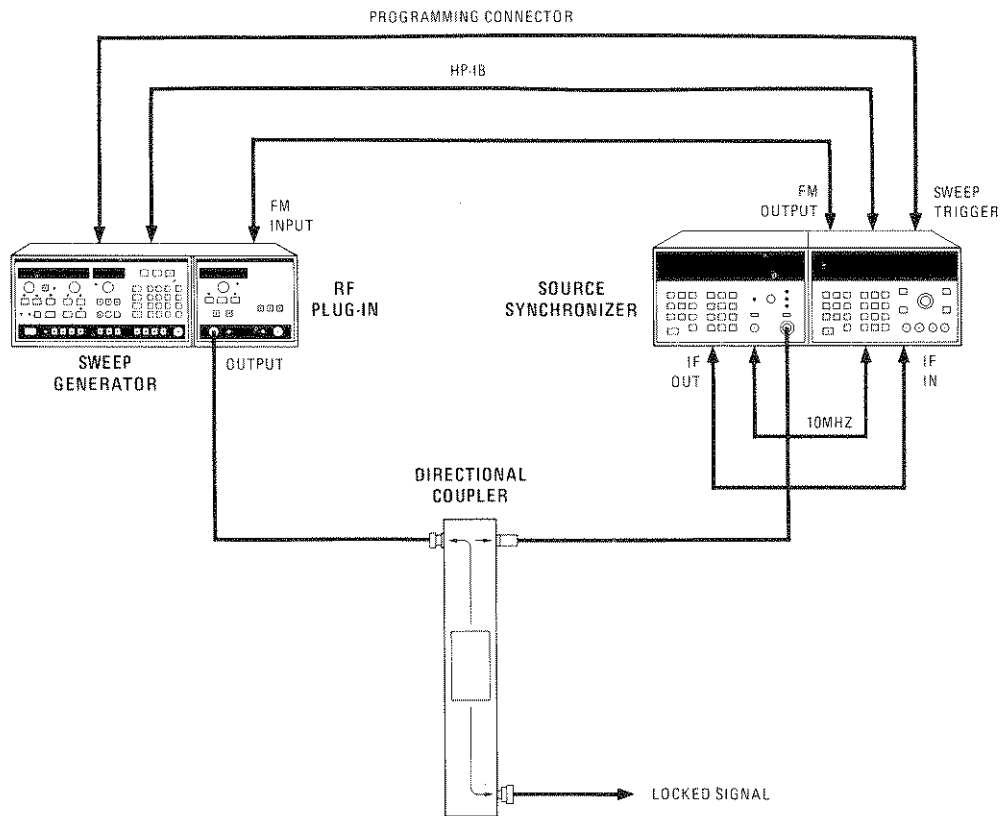 PROGRAMMING CONNECTOR
HP-IB
FM
INPUT
FM
OUTPUT
SWEEP
TRIGGER
RF
PLUG-IN
SOURCE
SYNCHRONIZER
SWEEP
GENERATOR
OUTPUT
IF
OUT
IF
IN
10MHZ
DIRECTIONAL
COUPLER
LOCKED SIGNAL